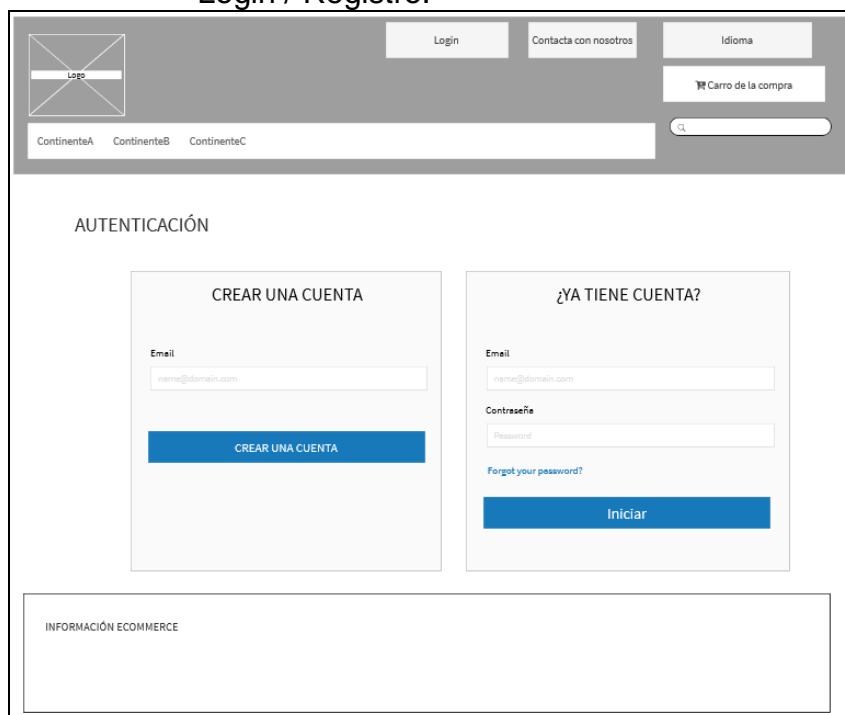 Login / Registro.
Login
Contacta con nosotros
Idioma
Logo
Carro de la compra
ContinenteA ContinenteB ContinenteC
AUTENTICACIÓN
CREAR UNA CUENTA
Email
name@domain.com
CREAR UNA CUENTA
¿YA TIENE CUENTA?
Email
name@domain.com
Contraseña
Password
Forgot your password?
Iniciar
INFORMACIÓN ECOMMERCE